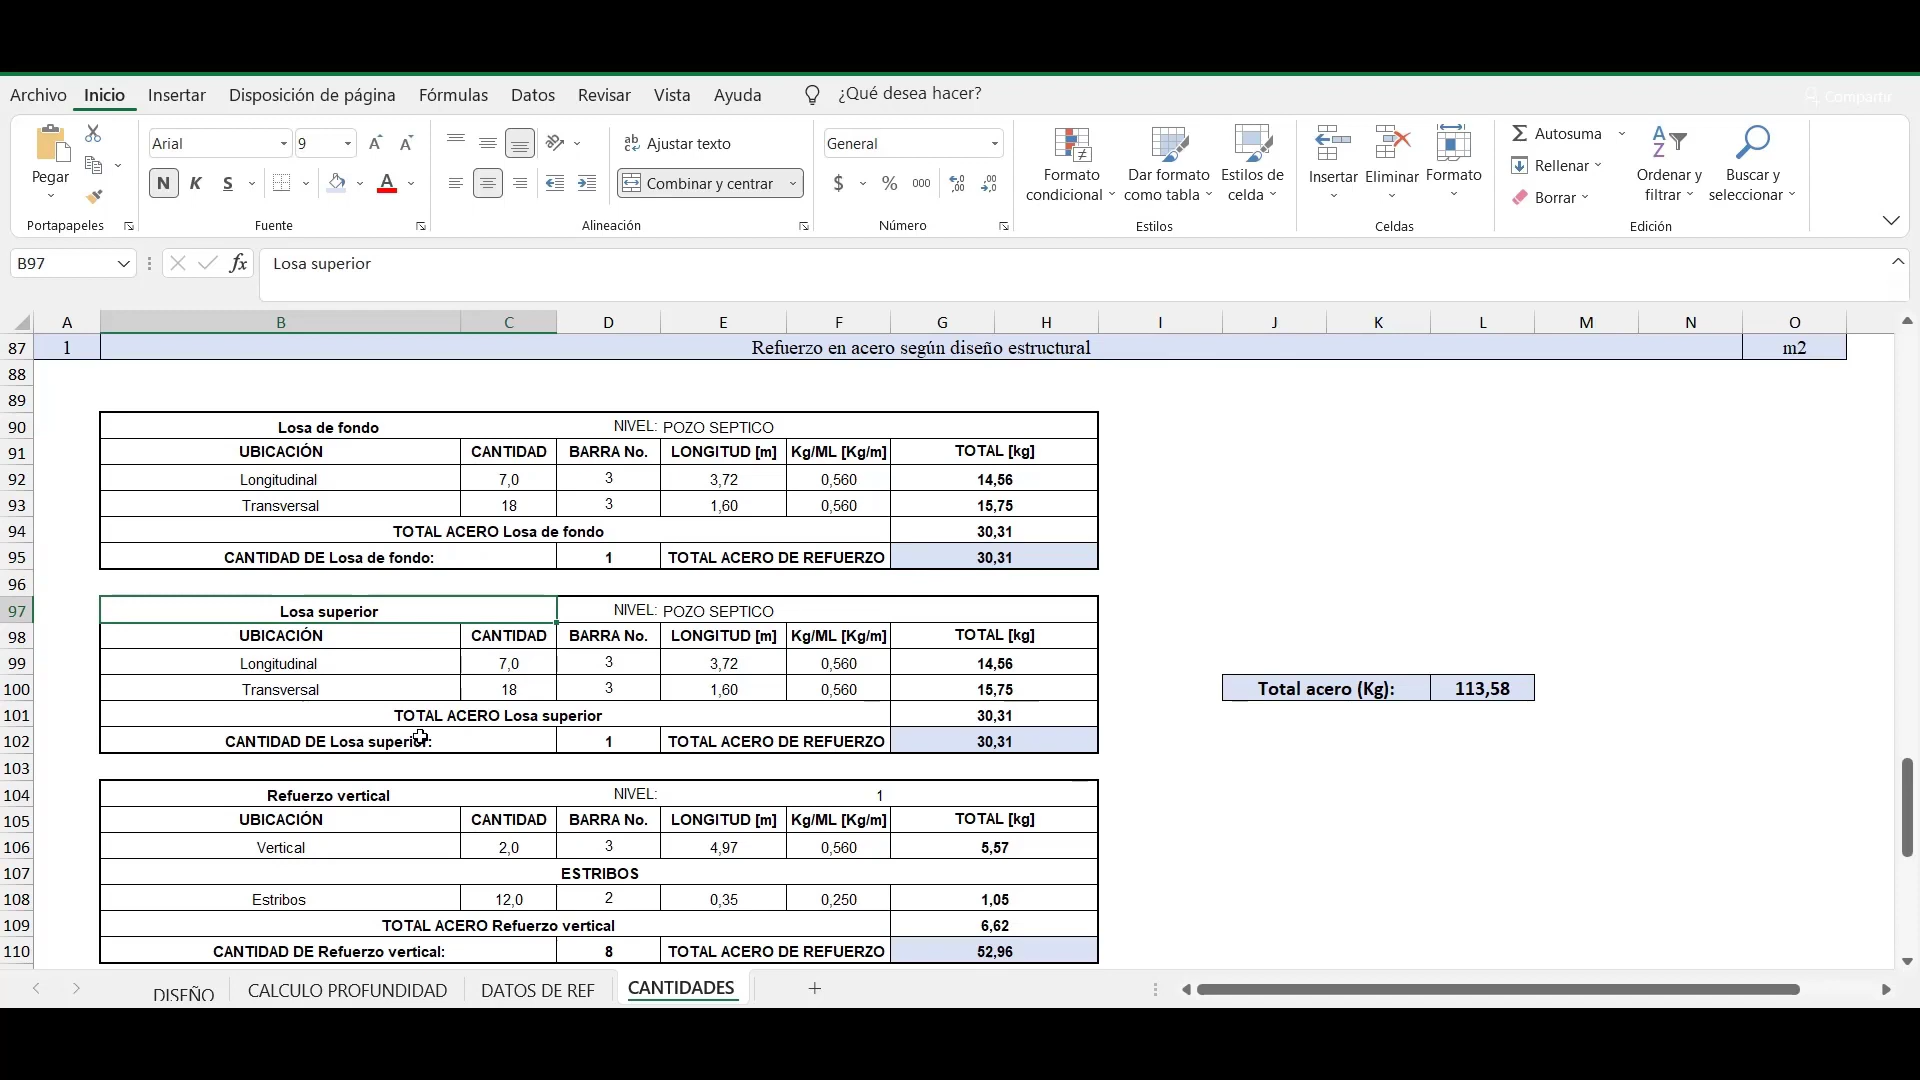 Archivo Inicio Insertar Disposición de página Fórmulas Datos Revisar Vista Ayuda ¿Qué desea hacer? Compartir
Pegar Arial 9 Ajustar texto General Formato condicional Dar formato como tabla Estilos de celda Insertar Eliminar Formato Autosuma Ordenar y filtrar Buscar y seleccionar
N K S A Combinar y centrar $ % 000 Rellenar
Borrar
Portapapeles Fuente Alineación Número Estilos Celdas Edición
B97 fx Losa superior
A B C D E F G H I J K L M N O
87 1 Refuerzo en acero según diseño estructural m2
88
89
90 Losa de fondo NIVEL: POZO SEPTICO
91 UBICACIÓN CANTIDAD BARRA No. LONGITUD [m] Kg/ML [Kg/m] TOTAL [kg]
92 Longitudinal 7,0 3 3,72 0,560 14,56
93 Transversal 18 3 1,60 0,560 15,75
94 TOTAL ACERO Losa de fondo 30,31
95 CANTIDAD DE Losa de fondo: 1 TOTAL ACERO DE REFUERZO 30,31
96
97 Losa superior NIVEL: POZO SEPTICO
98 UBICACIÓN CANTIDAD BARRA No. LONGITUD [m] Kg/ML [Kg/m] TOTAL [kg]
99 Longitudinal 7,0 3 3,72 0,560 14,56
100 Transversal 18 3 1,60 0,560 15,75 Total acero (Kg): 113,58
101 TOTAL ACERO Losa superior 30,31
102 CANTIDAD DE Losa superior: 1 TOTAL ACERO DE REFUERZO 30,31
103
104 Refuerzo vertical NIVEL: 1
105 UBICACIÓN CANTIDAD BARRA No. LONGITUD [m] Kg/ML [Kg/m] TOTAL [kg]
106 Vertical 2,0 3 4,97 0,560 5,57
107 ESTRIBOS
108 Estribos 12,0 2 0,35 0,250 1,05
109 TOTAL ACERO Refuerzo vertical 6,62
110 CANTIDAD DE Refuerzo vertical: 8 TOTAL ACERO DE REFUERZO 52,96
DISEÑO CALCULO PROFUNDIDAD DATOS DE REF CANTIDADES